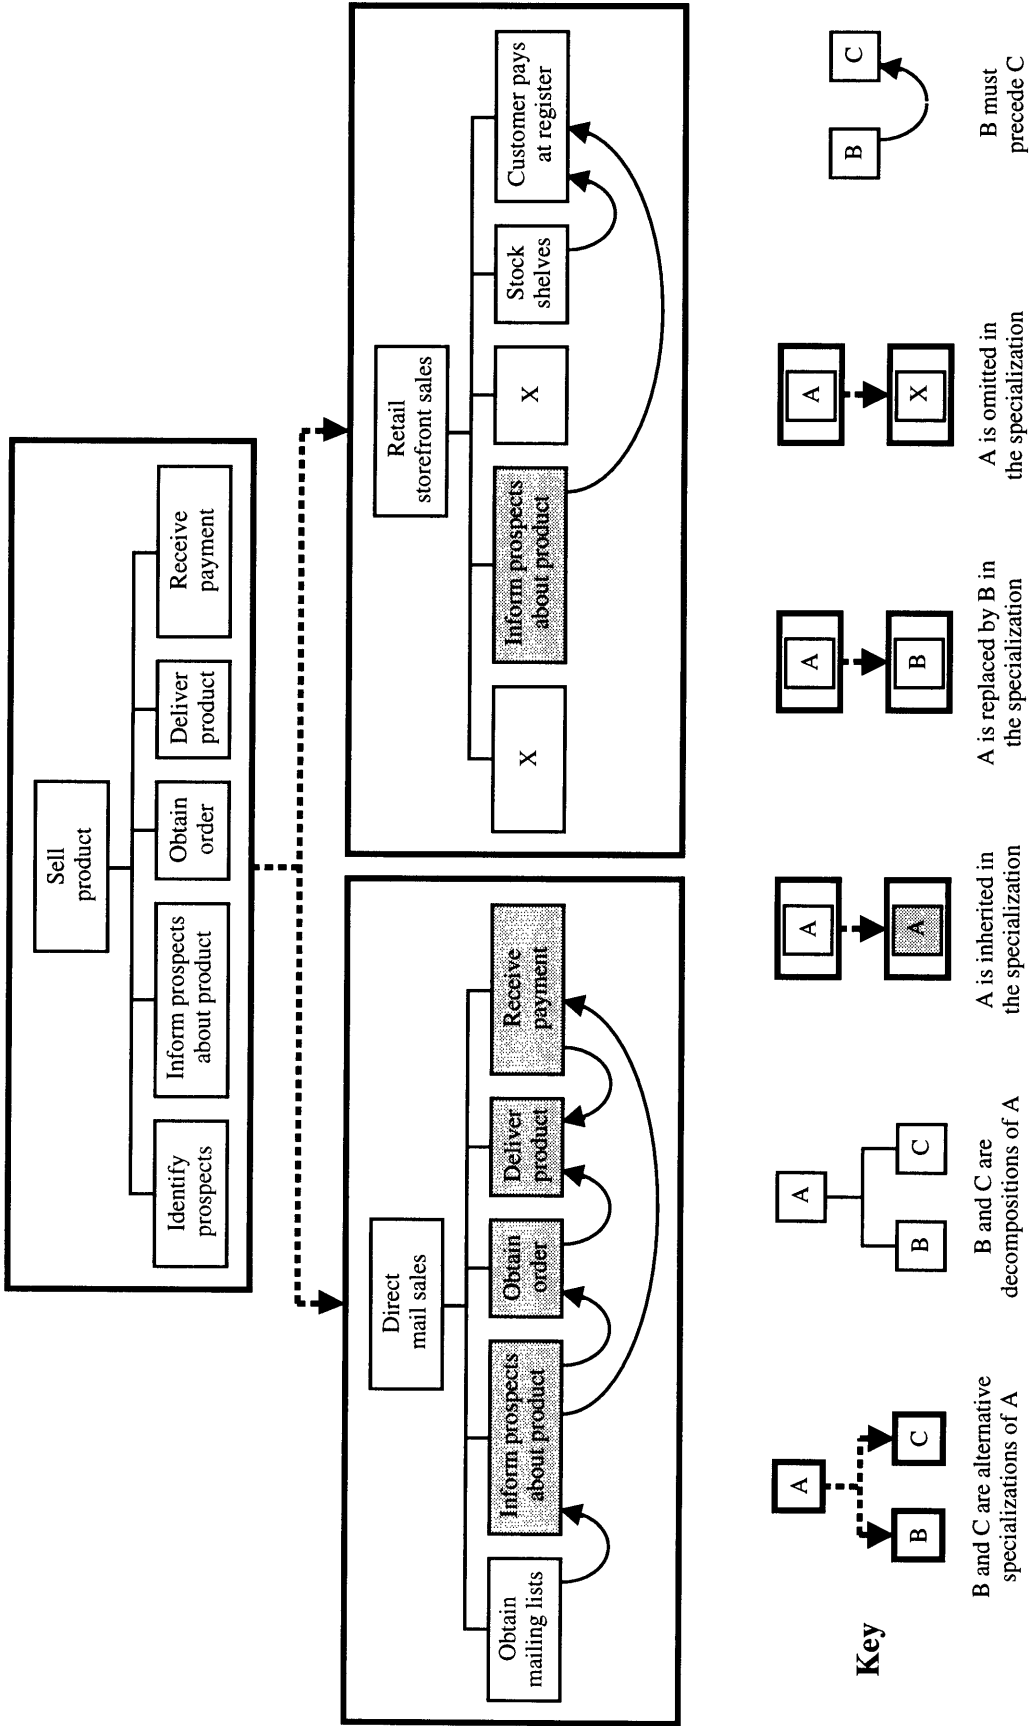 Sell
product
Identify
prospects
Inform prospects
about product
Obtain
order
Deliver
product
Receive
payment
Direct
mail sales
Obtain
mailing lists
Inform prospects
about product
Obtain
order
Deliver
product
Receive
payment
Retail
storefront sales
X
Inform prospects
about product
X
Stock
shelves
Customer pays
at register
Key
A
B
C
B and C are alternative
specializations of A
A
B
C
B and C are
decompositions of A
A
A
A is inherited in
the specialization
A
B
A is replaced by B in
the specialization
A
X
A is omitted in
the specialization
B
C
B must
precede C